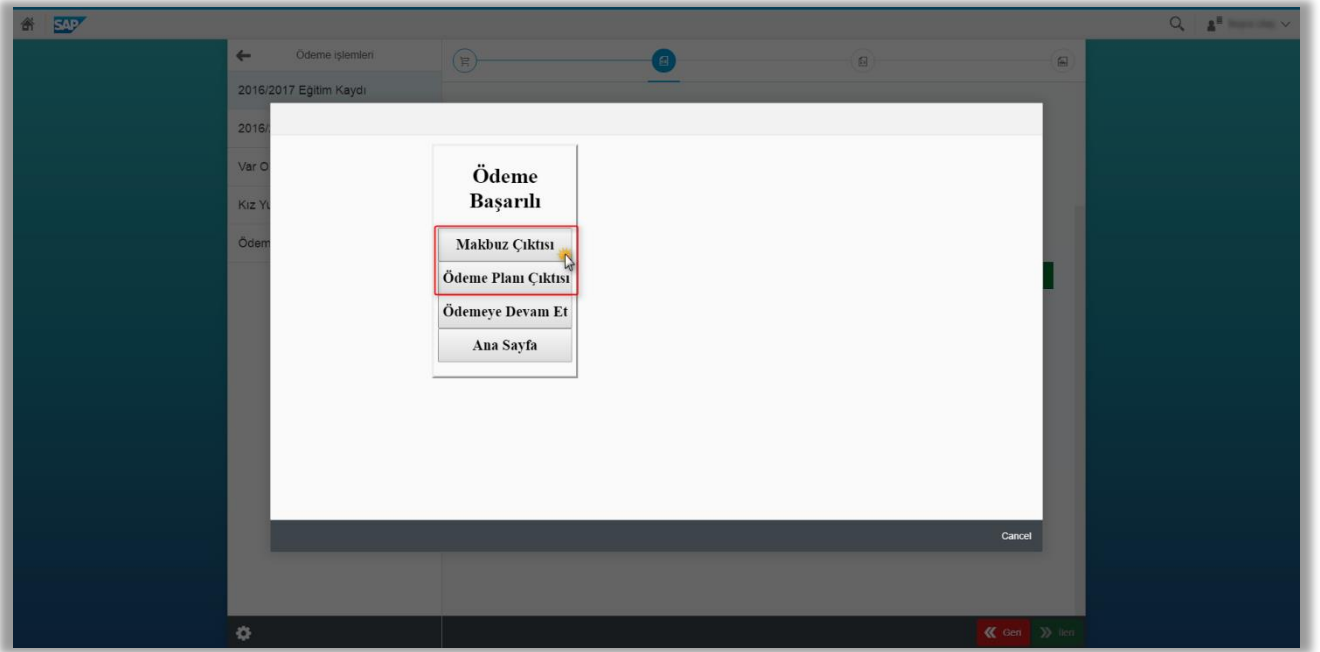 SAP
Ödeme işlemleri
2016/2017 Eğitim Kaydı
2016/
Var O
Kız Yu
Ödem
Ödeme
Başarılı
Makbuz Çıktısı
Ödeme Planı Çıktısı
Ödemeye Devam Et
Ana Sayfa
Cancel
Geri
İleri